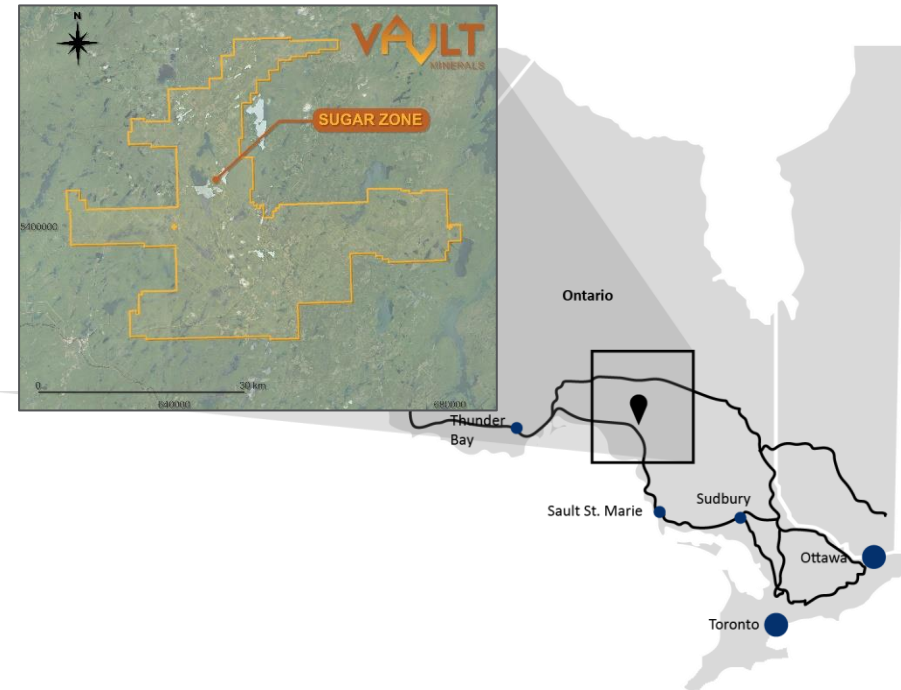 N
VAULT
MINERALS
SUGAR ZONE
5400000
0
30 km
640000
680000
Ontario
Thunder
Bay
Sault St. Marie
Sudbury
Ottawa
Toronto